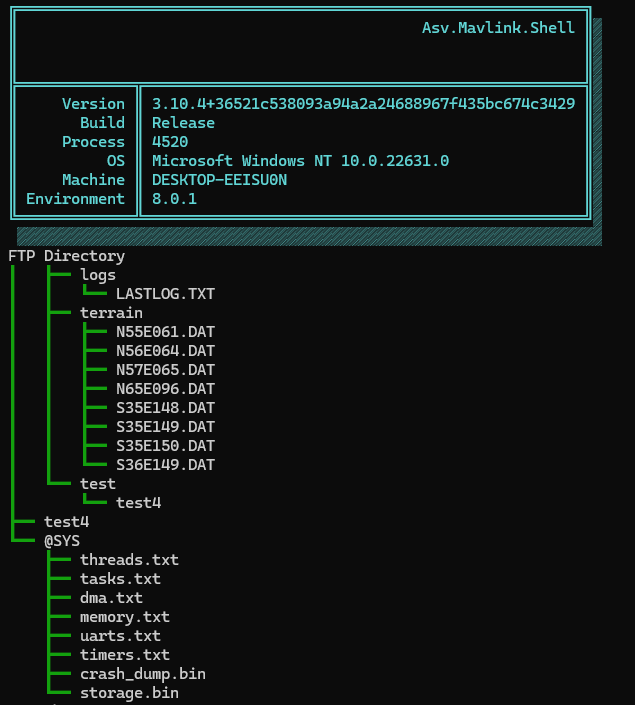 Asv.Mavlink.Shell
Version 3.10.4+36521c538093a94a2a24688967f435bc674c3429
Build Release
Process 4520
OS Microsoft Windows NT 10.0.22631.0
Machine DESKTOP-EEISU0N
Environment 8.0.1
FTP Directory
logs
LASTLOG.TXT
terrain
N55E061.DAT
N56E064.DAT
N57E065.DAT
N65E096.DAT
S35E148.DAT
S35E149.DAT
S35E150.DAT
S36E149.DAT
test
test4
test4
@SYS
threads.txt
tasks.txt
dma.txt
memory.txt
uarts.txt
timers.txt
crash_dump.bin
storage.bin